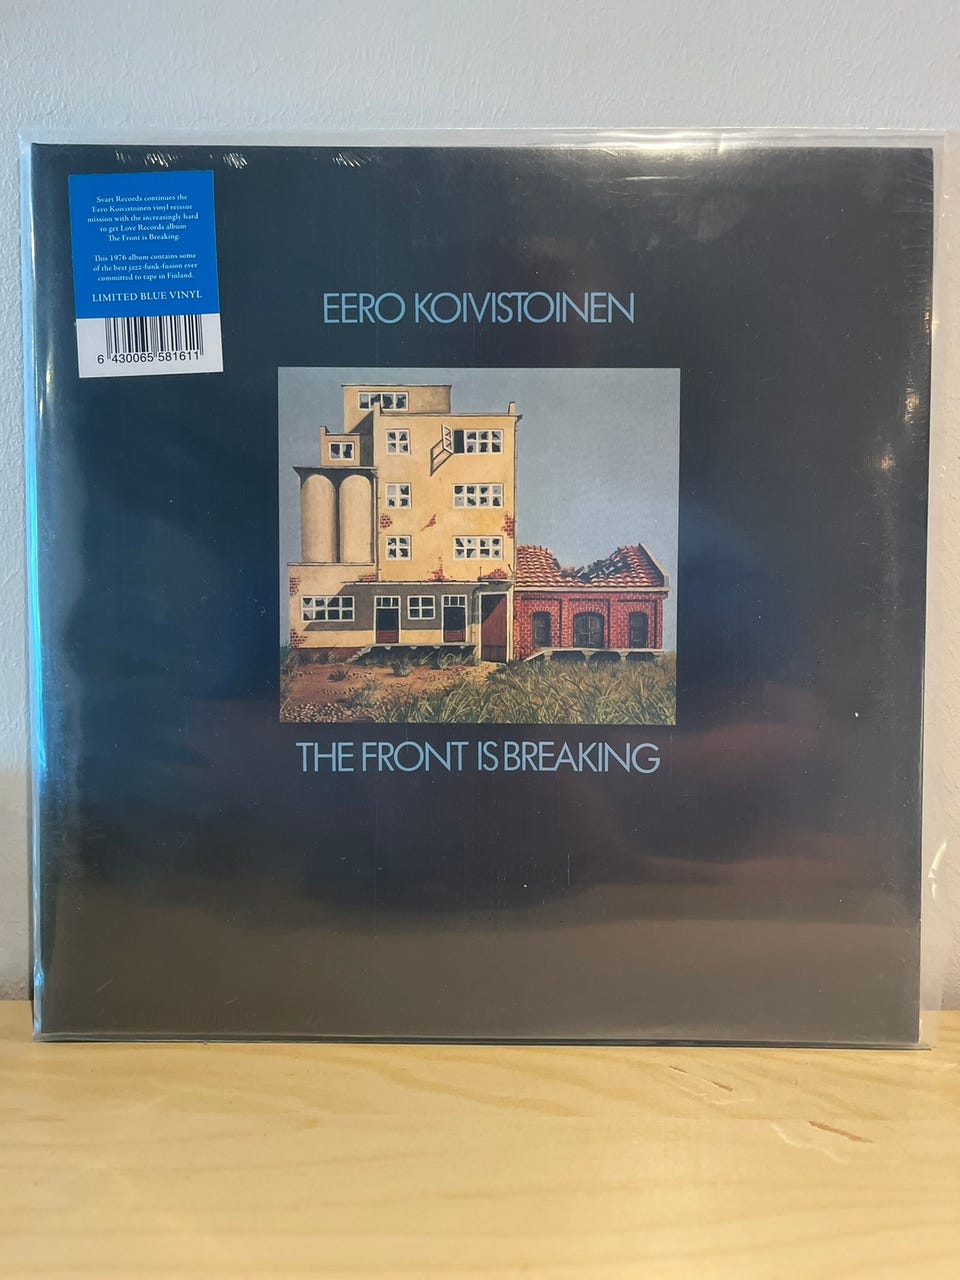 Svart Records continues the
Eero Koivistoinen vinyl reissue
mission with the increasingly hard
to get Love Records album
The Front is Breaking.
This 1976 album contains some
of the best jazz-funk-fusion ever
committed to tape in Finland.
LIMITED BLUE VINYL
6 430065 581611
EERO KOIVISTOINEN
THE FRONT IS BREAKING